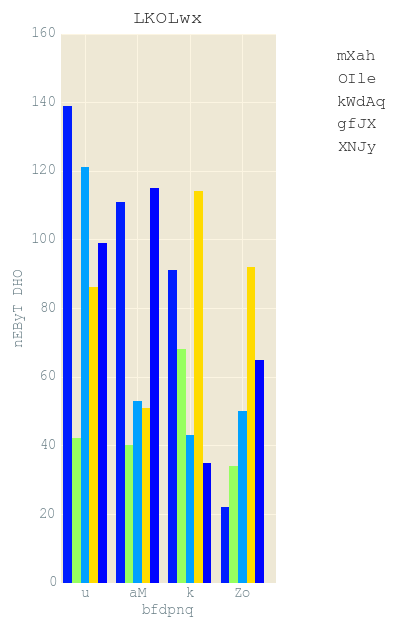 LKOLwx
160
140
120
100
80
60
40
20
0
nEByT DHO
u aM k Zo
bfdpnq
mXah
OIle
kWdAq
gfJX
XNJy